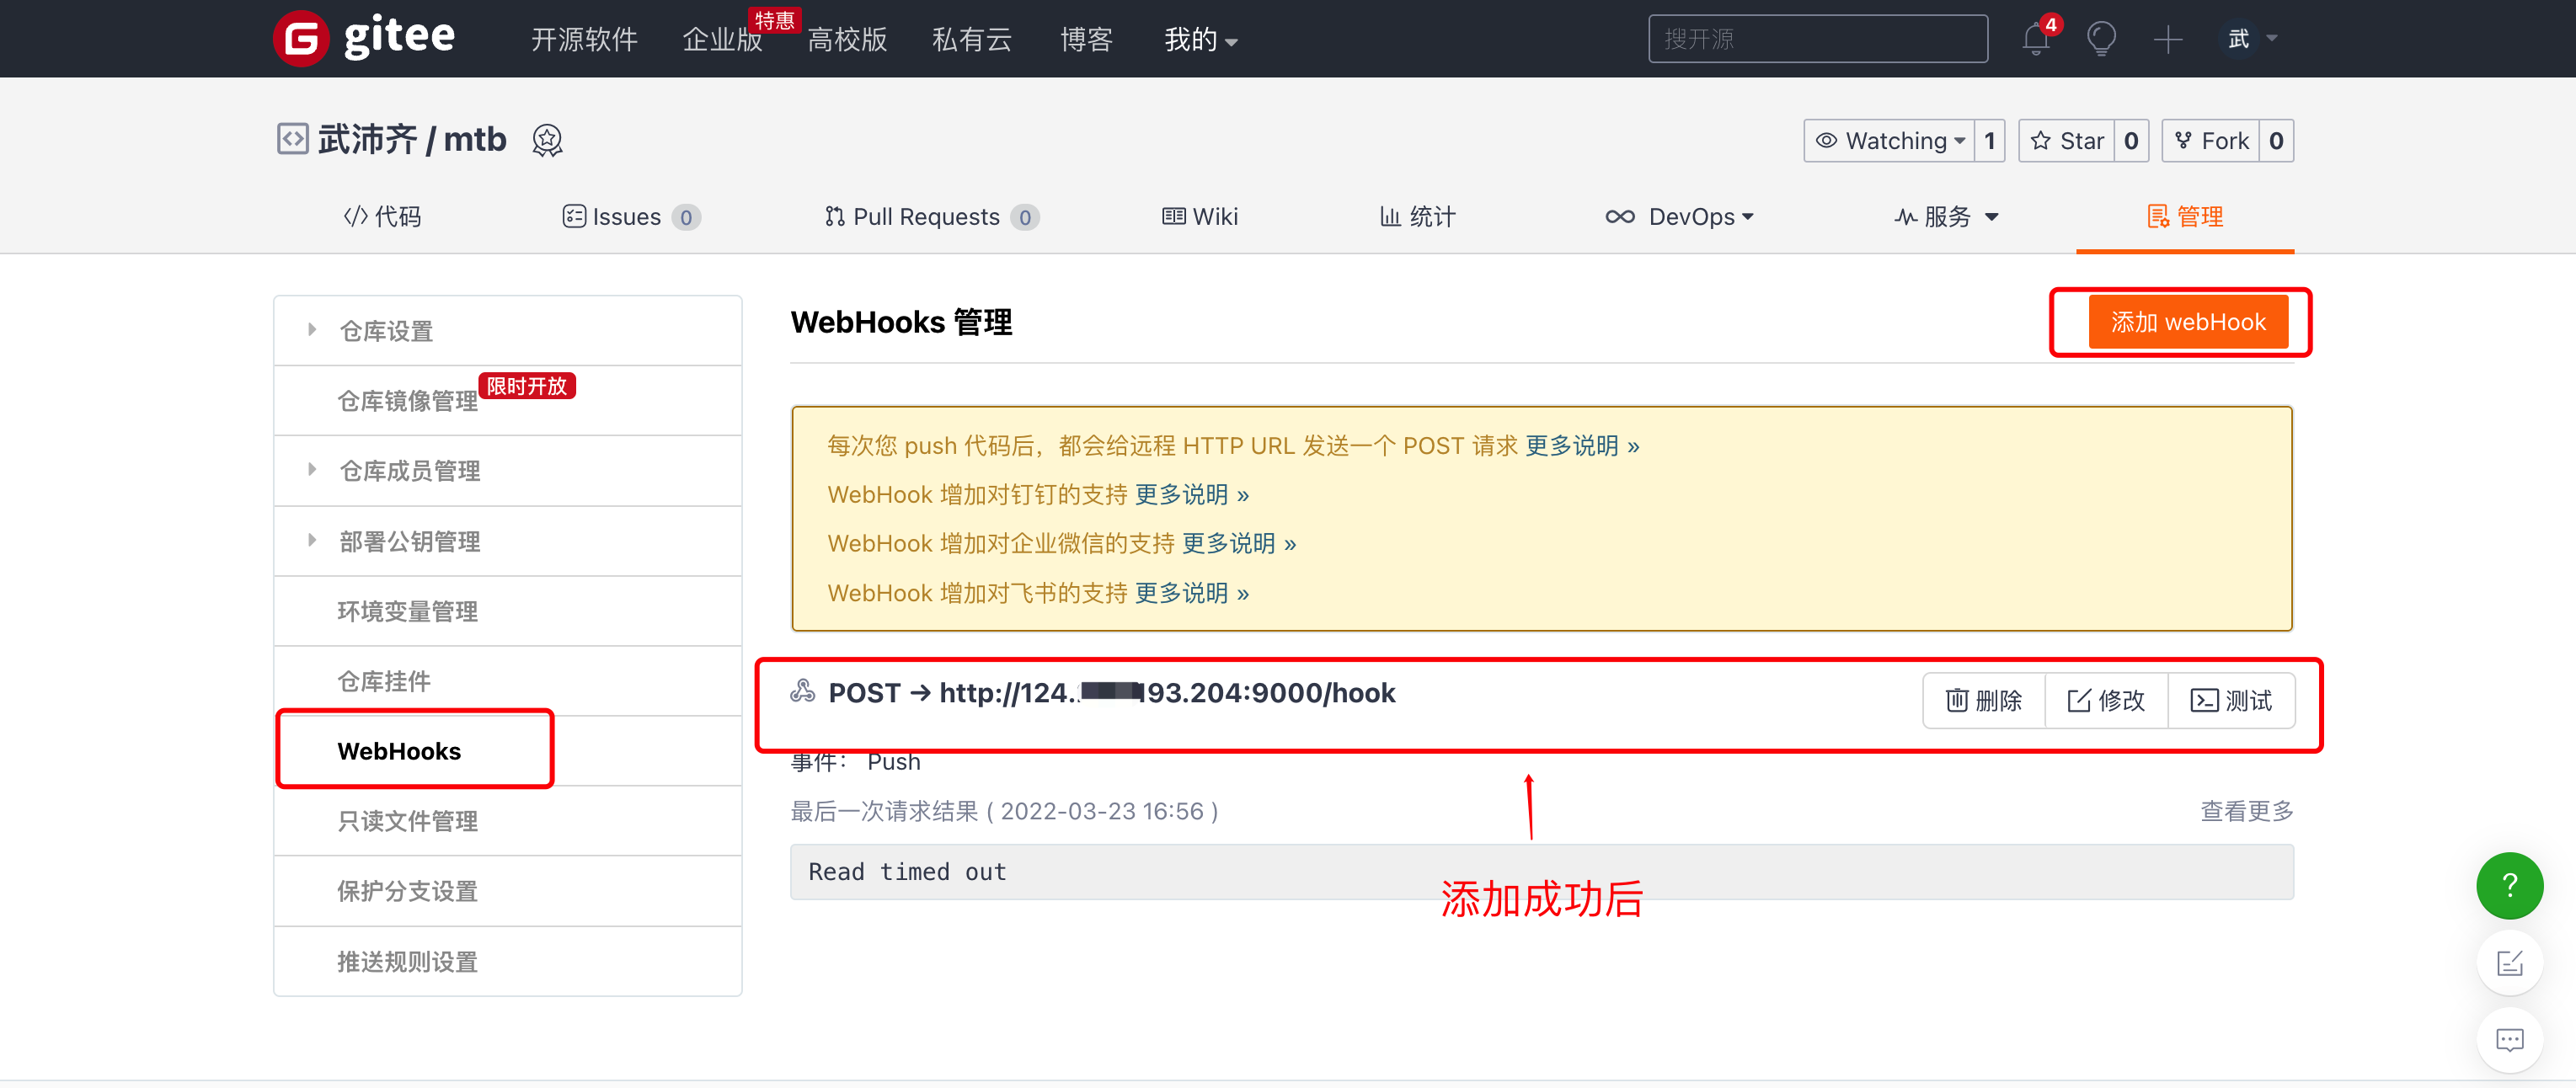 gitee
开源软件
企业版
特惠
高校版
私有云
博客
我的
搜开源
4
武
武沛齐 / mtb
Watching 1
Star 0
Fork 0
代码
Issues 0
Pull Requests 0
Wiki
统计
DevOps
服务
管理
仓库设置
仓库镜像管理
限时开放
仓库成员管理
部署公钥管理
环境变量管理
仓库挂件
WebHooks
只读文件管理
保护分支设置
推送规则设置
WebHooks 管理
添加 webHook
每次您 push 代码后，都会给远程 HTTP URL 发送一个 POST 请求 更多说明 »
WebHook 增加对钉钉的支持 更多说明 »
WebHook 增加对企业微信的支持 更多说明 »
WebHook 增加对飞书的支持 更多说明 »
POST → http://124. 193.204:9000/hook
删除
修改
测试
事件： Push
最后一次请求结果 ( 2022-03-23 16:56 )
查看更多
Read timed out
添加成功后
?